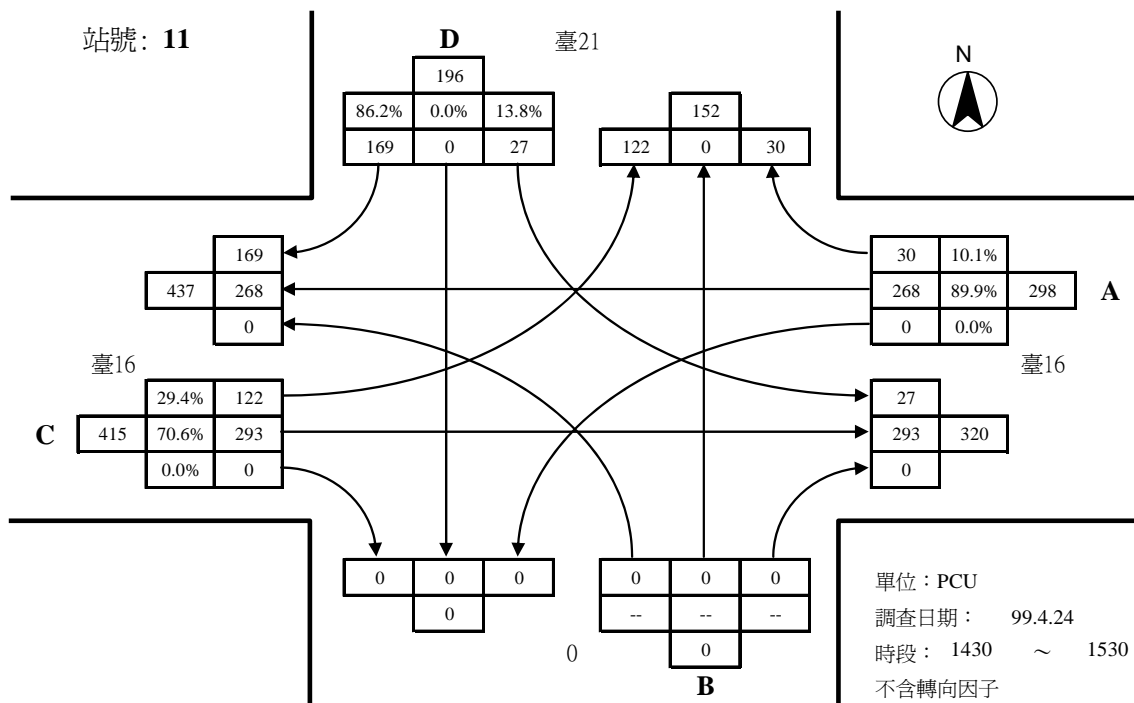 站號: 11
D
臺21
N
196
86.2% 0.0% 13.8%
169 0 27
152
122 0 30
169
437 268
0
30 10.1%
268 89.9% 298
0 0.0%
A
臺16
臺16
29.4% 122
C
415 70.6% 293
0.0% 0
27
293 320
0
0 0 0
0
0 0 0
-- -- --
0
0
B
單位：PCU
調查日期： 99.4.24
時段： 1430 ～ 1530
不含轉向因子